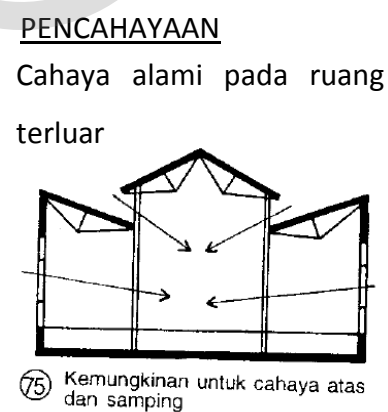 PENCAHAYAAN
Cahaya alami pada ruang
terluar
75 Kemungkinan untuk cahaya atas
dan samping